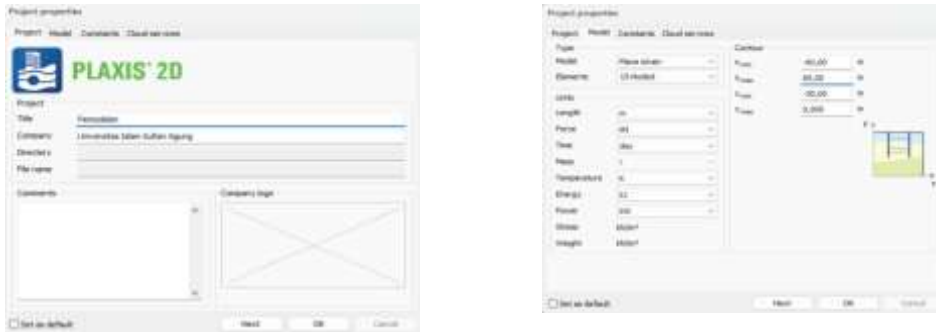 Project properties
Project Model Constants Cloud services
PLAXIS® 2D
Project
Title Pemodelan
Company Universitas Islam Sultan Agung
Directory
File name
Comments
Company logo
Set as default
Next OK Cancel
Project properties
Project Model Constants Cloud services
Type
Model Plane strain
Elements 15-Noded
Units
Length m
Force kN
Time day
Mass t
Temperature
Energy kJ
Power kW
Stress kN/m²
Weight kN/m³
Contour
m
m
m
0,000 m
Set as default
Next OK Cancel